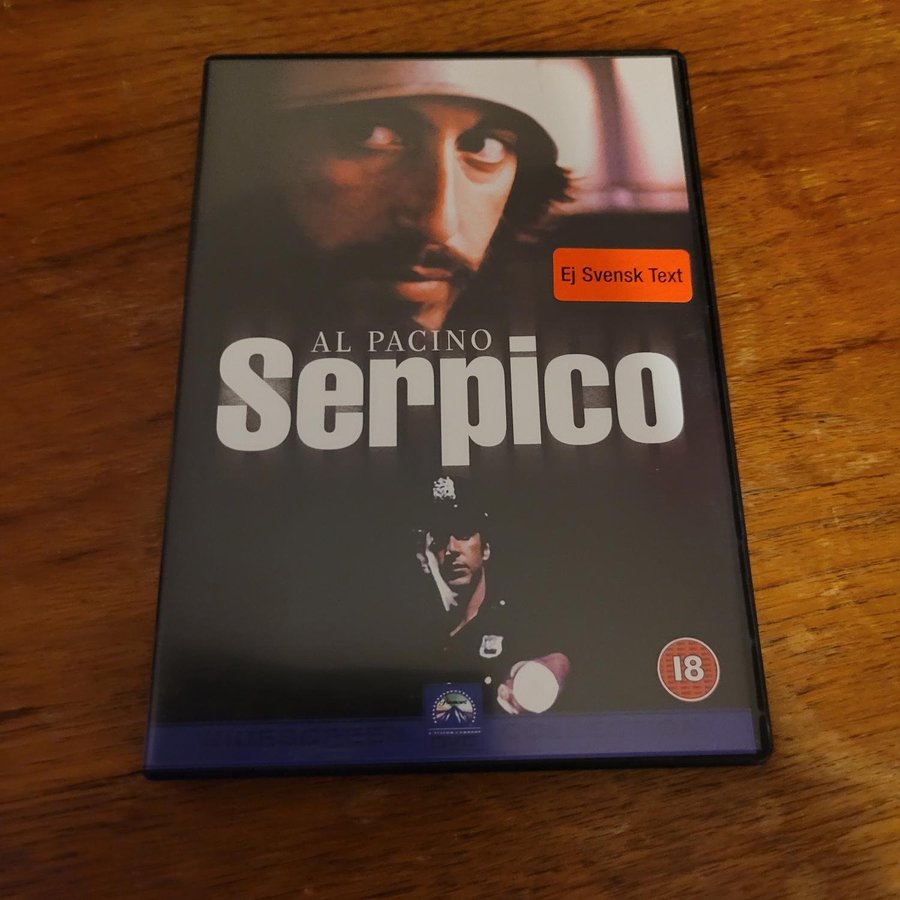 Ej Svensk Text
AL PACINO
Serpico
18